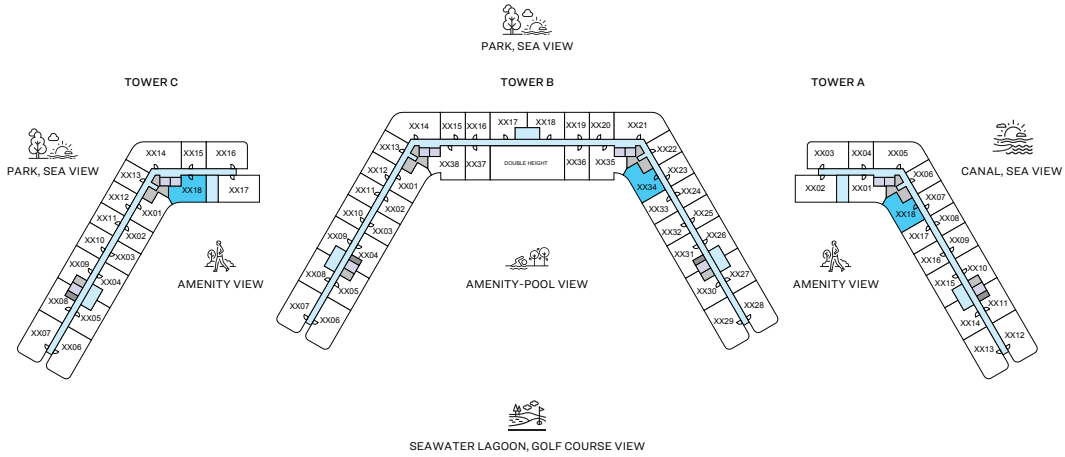 PARK, SEA VIEW
TOWER C
TOWER B
TOWER A
PARK, SEA VIEW
CANAL, SEA VIEW
XX14
XX15
XX16
XX13
XX18
XX17
XX12
XX01
XX11
XX02
XX10
XX03
XX09
XX04
XX08
XX05
XX07
XX06
XX14
XX15
XX16
XX17
XX18
XX19
XX20
XX21
XX13
XX38
XX37
DOUBLE HEIGHT
XX36
XX35
XX22
XX12
XX01
XX34
XX23
XX11
XX02
XX33
XX24
XX10
XX03
XX32
XX25
XX09
XX04
XX31
XX26
XX08
XX05
XX30
XX27
XX07
XX06
XX29
XX28
XX03
XX04
XX05
XX02
XX01
XX06
XX18
XX07
XX17
XX08
XX16
XX09
XX15
XX10
XX14
XX11
XX13
XX12
AMENITY VIEW
AMENITY-POOL VIEW
AMENITY VIEW
SEAWATER LAGOON, GOLF COURSE VIEW